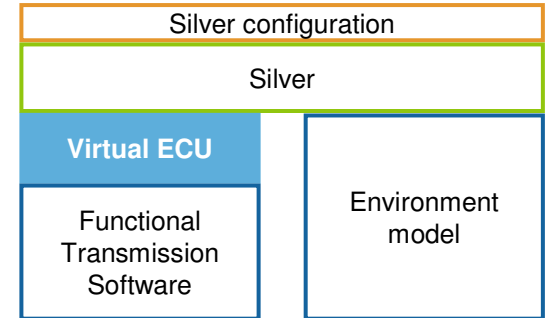 Silver configuration
Silver
Virtual ECU
Functional
Transmission
Software
Environment
model